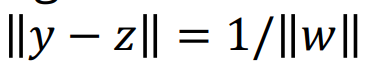 ‖y − z‖ = 1/‖w‖